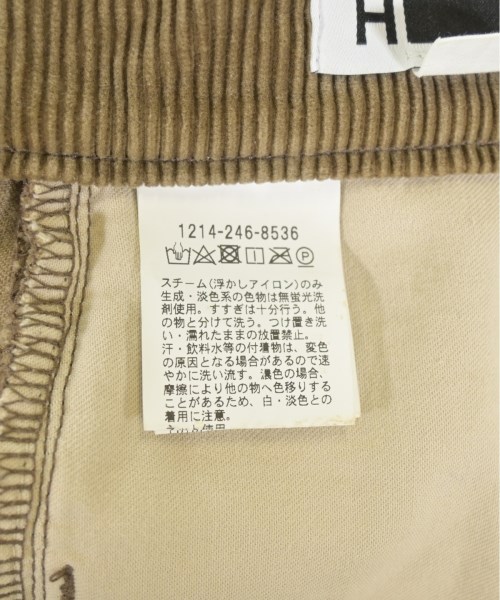 H
1214-246-8536
スチーム(浮かしアイロン)のみ
生成・淡色系の色物は無蛍光洗
剤使用。すすぎは十分行う。他
の物と分けて洗う。つけ置き洗
い・濡れたままの放置禁止。
汗・飲料水等の付着物は、変色
の原因となる場合があるので速
やかに洗い流す。濃色の場合、
摩擦により他の物へ色移りする
ことがあるため、白・淡色との
着用に注意。
ネット使用